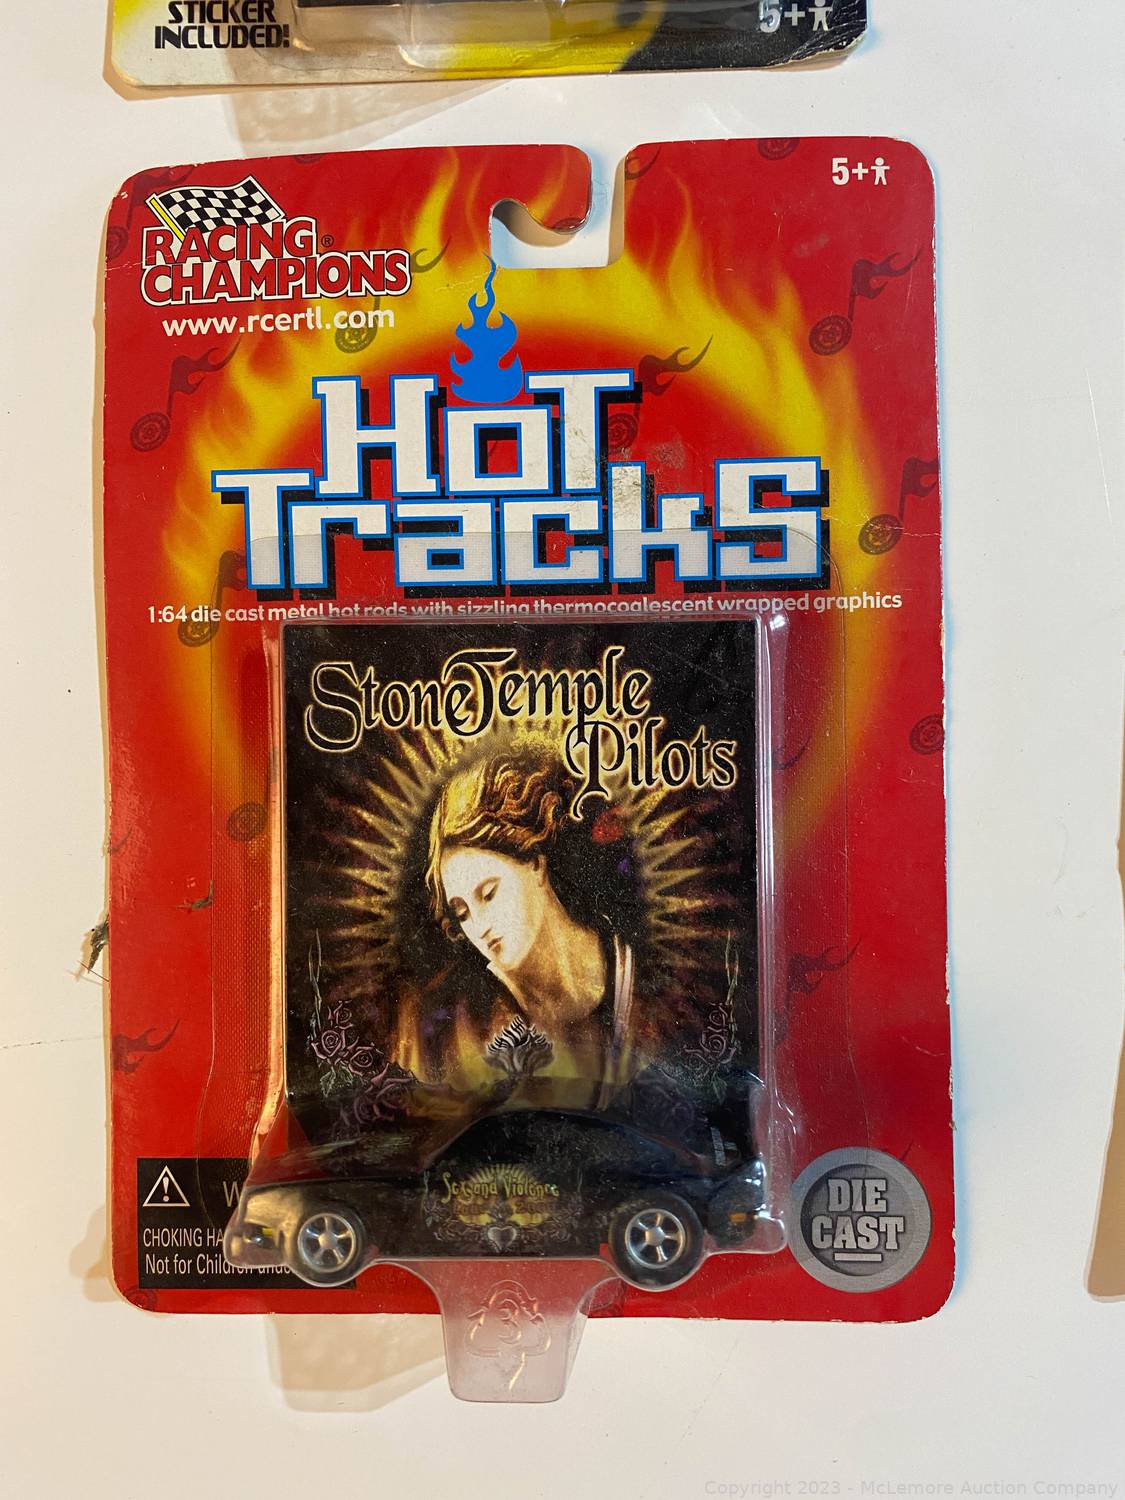 STICKER
INCLUDED!
5+
5+
RACING®
CHAMPIONS
www.rcertl.com
HOT
Tracks
1:64 die cast metal hot rods with sizzling thermocoalescent wrapped graphics
Stone Temple
Pilots
Sex and Violence
DIE
CAST
W
CHOKING HA
Not for Children unde
3
Copyright 2023 - McLemore Auction Company